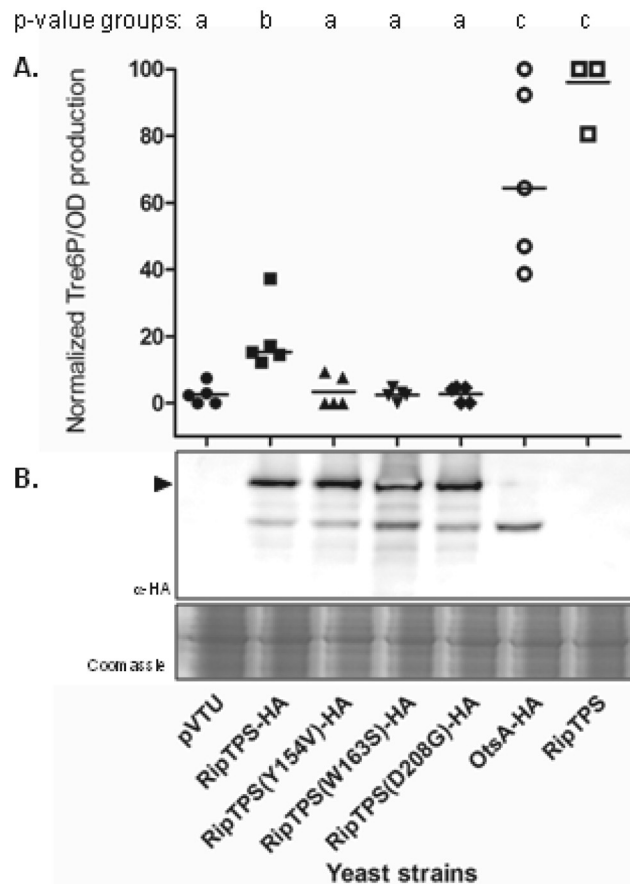 p-value groups: a b a a a c c
A.
Normalized Tre6P/OD production
100
80
60
40
20
0
B.
α-HA
Coomassie
pVTU
RipTPS-HA
RipTPS(Y154V)-HA
RipTPS(W163S)-HA
RipTPS(D208G)-HA
OtsA-HA
RipTPS
Yeast strains